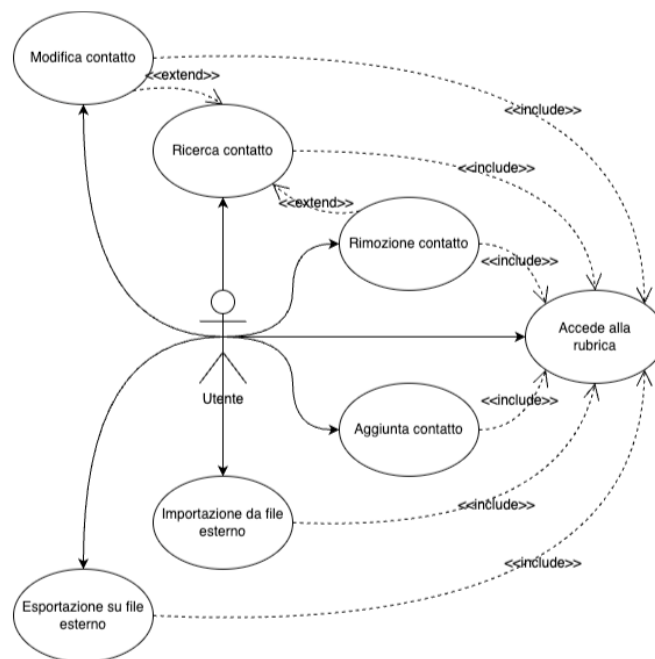 Modifica contatto
<<extend>>
<<include>>
Ricerca contatto
<<include>>
<<extend>>
Rimozione contatto
<<include>>
Accede alla
rubrica
Utente
<<include>>
Aggiunta contatto
Importazione da file
esterno
<<include>>
<<include>>
Esportazione su file
esterno